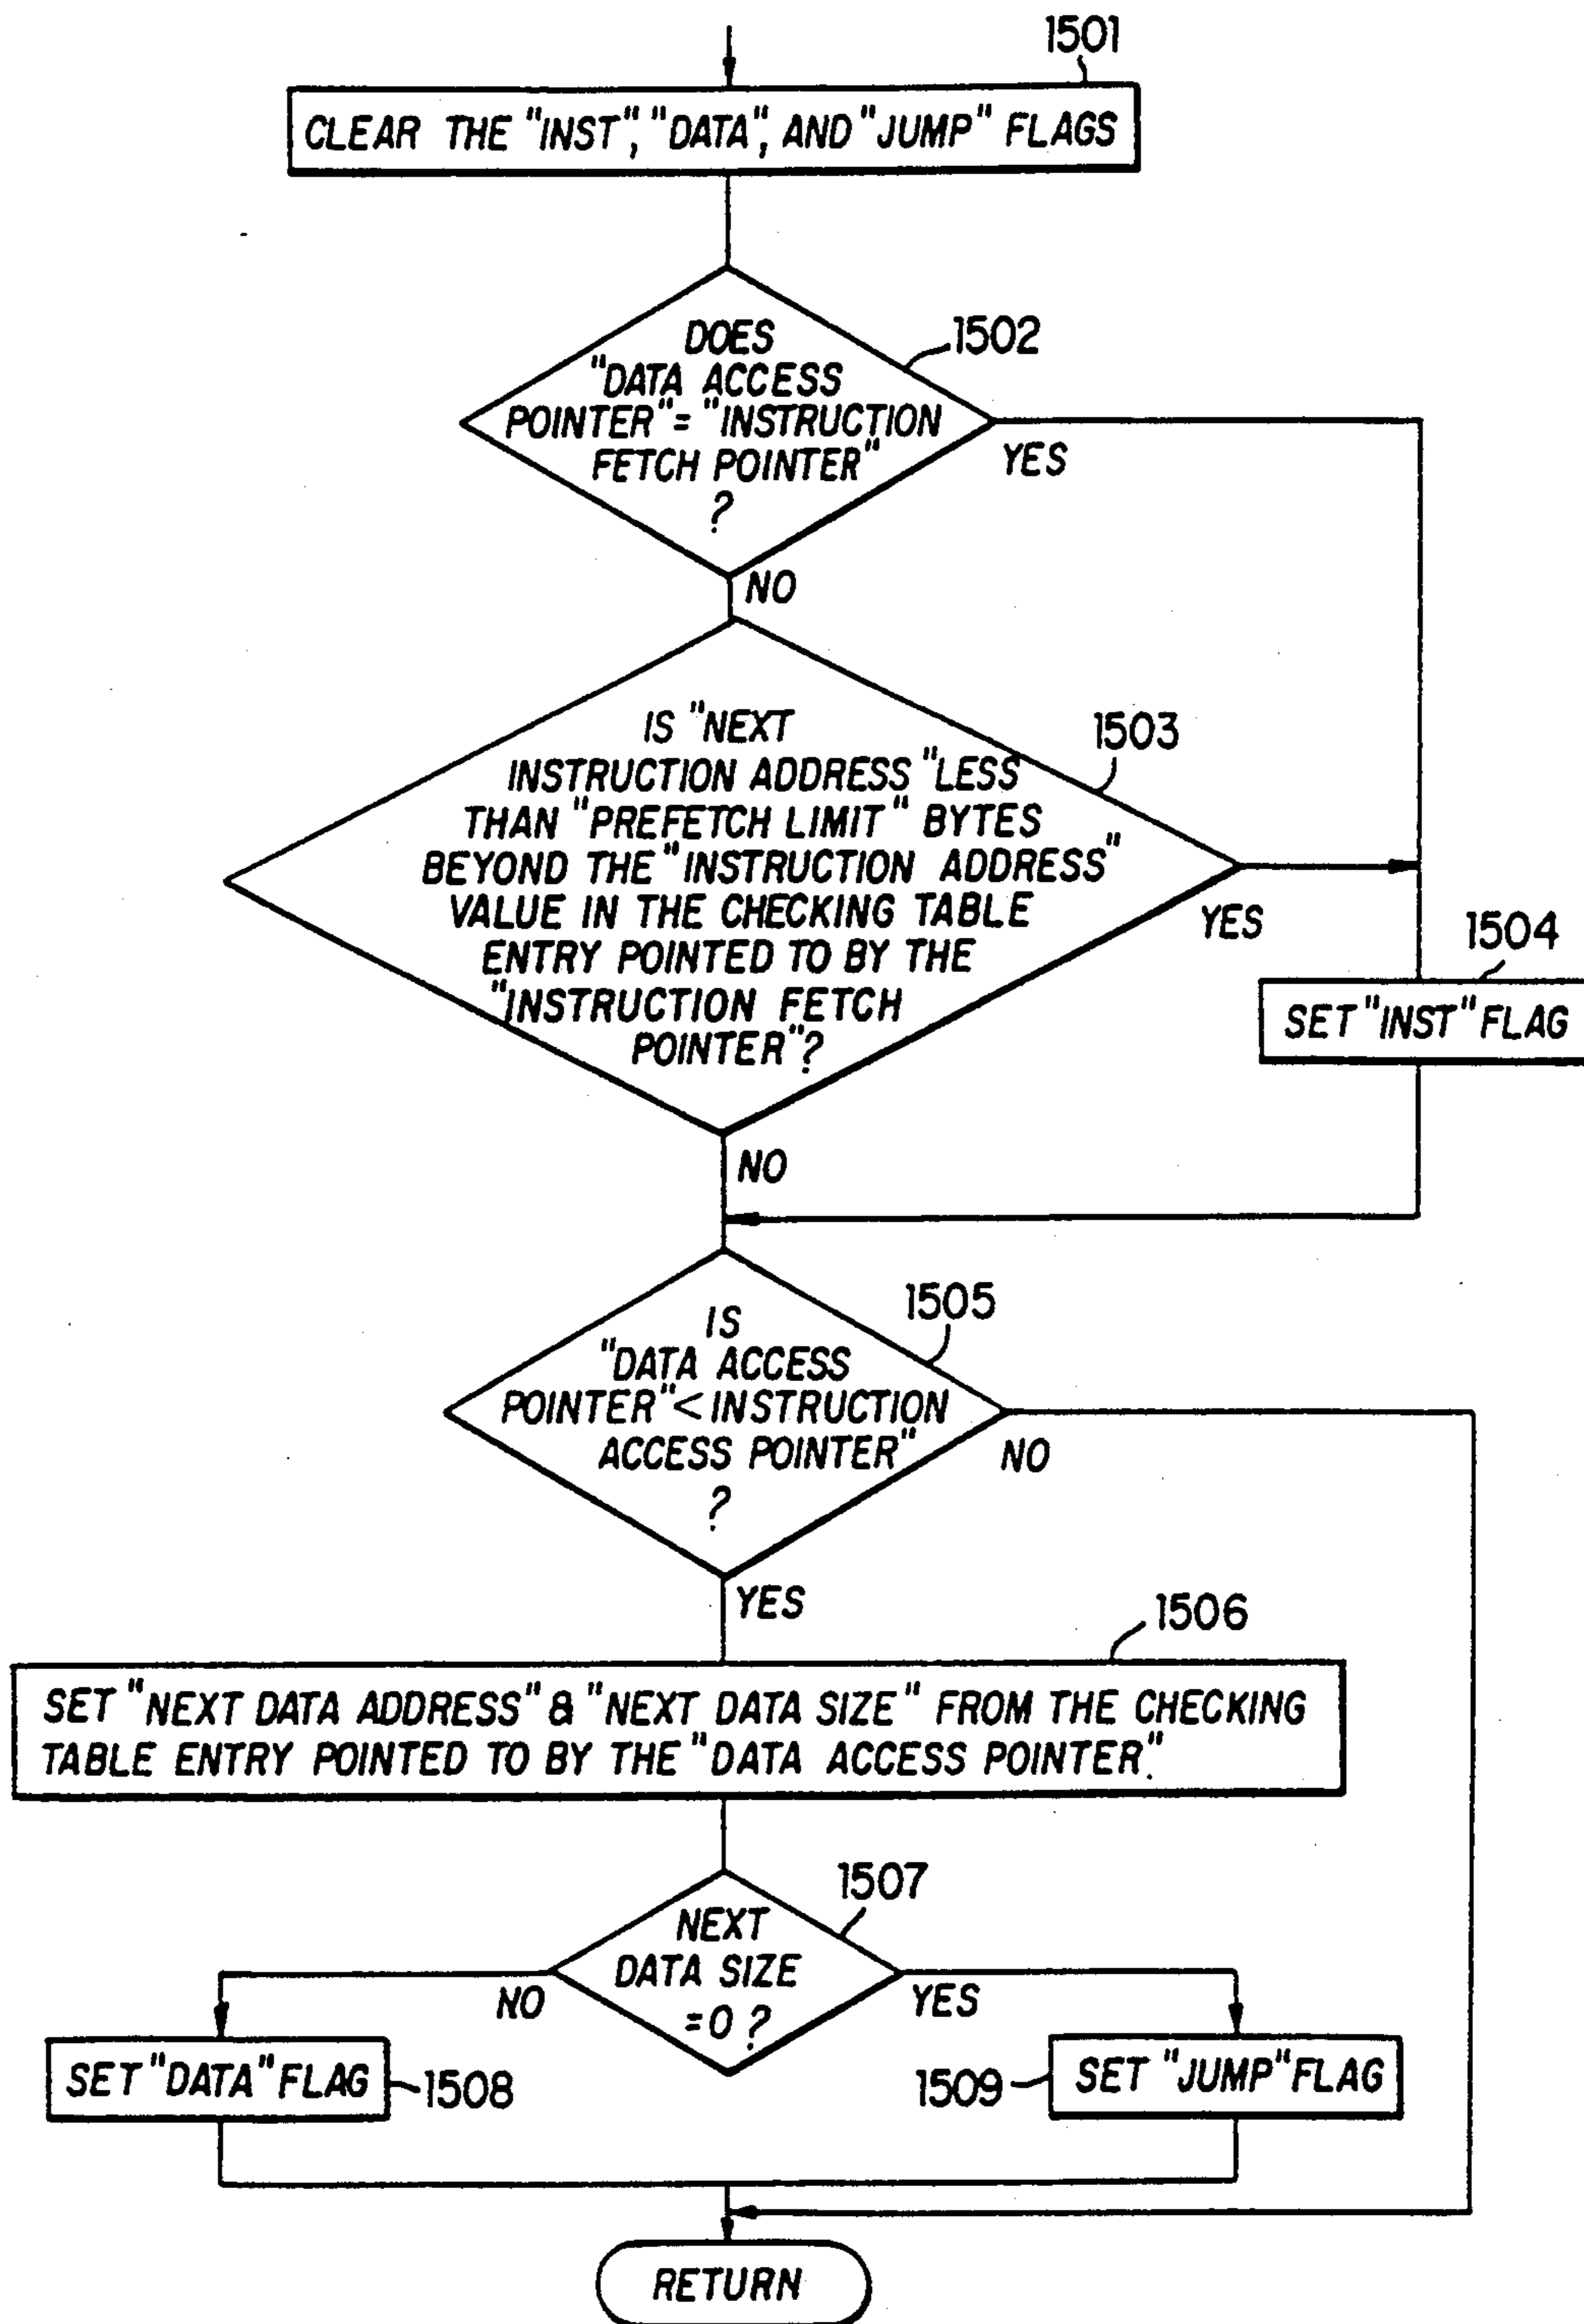 1501
CLEAR THE "INST", "DATA", AND "JUMP" FLAGS
DOES
"DATA ACCESS
POINTER" = "INSTRUCTION
FETCH POINTER"
?
1502
YES
NO
IS "NEXT
INSTRUCTION ADDRESS "LESS
THAN "PREFETCH LIMIT" BYTES
BEYOND THE "INSTRUCTION ADDRESS"
VALUE IN THE CHECKING TABLE
ENTRY POINTED TO BY THE
"INSTRUCTION FETCH
POINTER"?
1503
YES
1504
SET "INST" FLAG
NO
IS
"DATA ACCESS
POINTER" < INSTRUCTION
ACCESS POINTER"
?
1505
NO
YES
1506
SET "NEXT DATA ADDRESS" & "NEXT DATA SIZE" FROM THE CHECKING
TABLE ENTRY POINTED TO BY THE "DATA ACCESS POINTER."
1507
NEXT
DATA SIZE
=0 ?
NO
YES
SET "DATA" FLAG
1508
1509
SET "JUMP" FLAG
RETURN